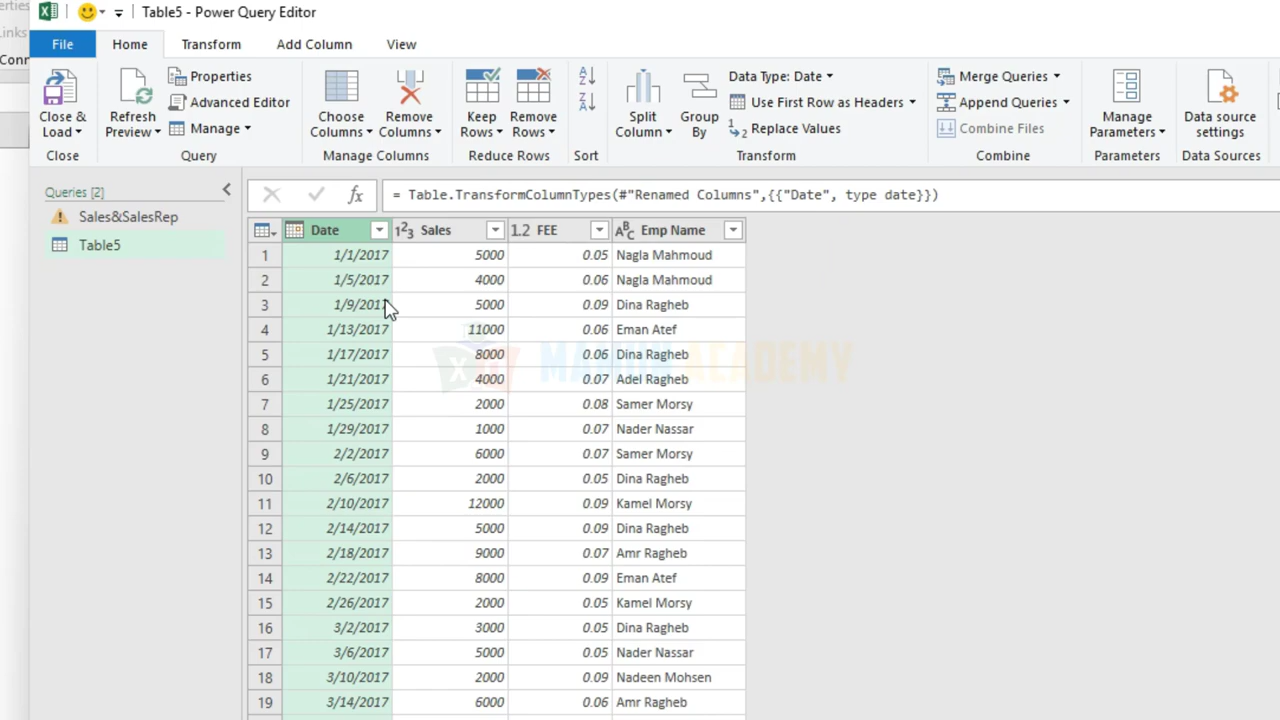 Table5 - Power Query Editor
File Home Transform Add Column View
Close & Load
Refresh Preview
Properties
Advanced Editor
Manage
Choose Columns
Remove Columns
Keep Rows
Remove Rows
Split Column
Group By
Data Type: Date
Use First Row as Headers
Replace Values
Merge Queries
Append Queries
Combine Files
Manage Parameters
Data source settings
Close Query Manage Columns Reduce Rows Sort Transform Combine Parameters Data Sources
Queries [2]
Sales&SalesRep
Table5
fx = Table.TransformColumnTypes(#"Renamed Columns",{{"Date", type date}})
Date 123 Sales 1.2 FEE ABC Emp Name
1 1/1/2017 5000 0.05 Nagla Mahmoud
2 1/5/2017 4000 0.06 Nagla Mahmoud
3 1/9/2017 5000 0.09 Dina Ragheb
4 1/13/2017 11000 0.06 Eman Atef
5 1/17/2017 8000 0.06 Dina Ragheb
6 1/21/2017 4000 0.07 Adel Ragheb
7 1/25/2017 2000 0.08 Samer Morsy
8 1/29/2017 1000 0.07 Nader Nassar
9 2/2/2017 6000 0.07 Samer Morsy
10 2/6/2017 2000 0.05 Dina Ragheb
11 2/10/2017 12000 0.09 Kamel Morsy
12 2/14/2017 5000 0.09 Dina Ragheb
13 2/18/2017 9000 0.07 Amr Ragheb
14 2/22/2017 8000 0.09 Eman Atef
15 2/26/2017 2000 0.05 Kamel Morsy
16 3/2/2017 3000 0.05 Dina Ragheb
17 3/6/2017 5000 0.05 Nader Nassar
18 3/10/2017 2000 0.09 Nadeen Mohsen
19 3/14/2017 6000 0.06 Amr Ragheb
ACADEMY